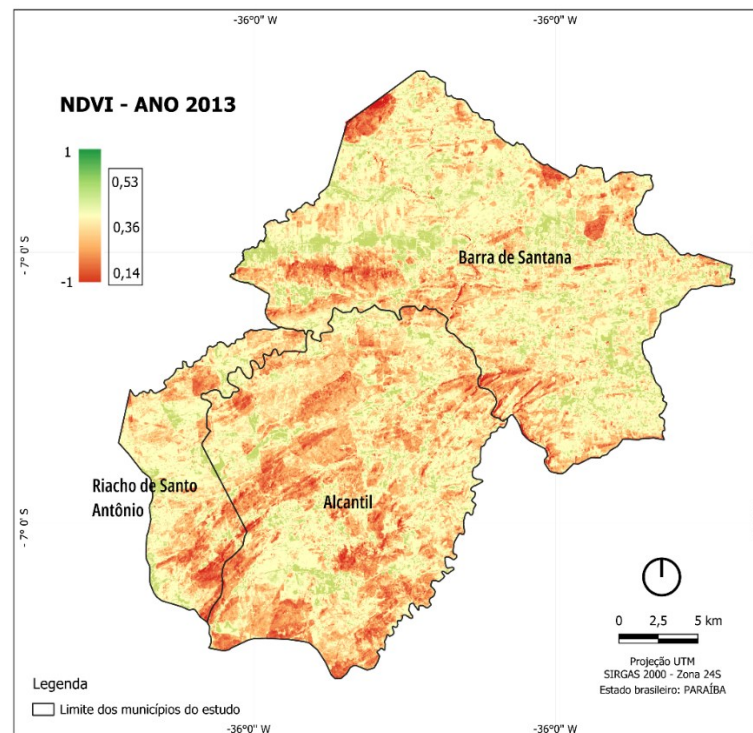 -36°0' W
-36°0' W
NDVI - ANO 2013
1
0,53
0,36
0,14
-1
- 7° 0' S
Barra de Santana
Riacho de Santo
Antônio
Alcantil
- 7° 0' S
0 2,5 5 km
Projeção UTM
SIRGAS 2000 - Zona 24S
Estado brasileiro: PARAÍBA
Legenda
Limite dos municípios do estudo
-36°0' W
-36°0' W